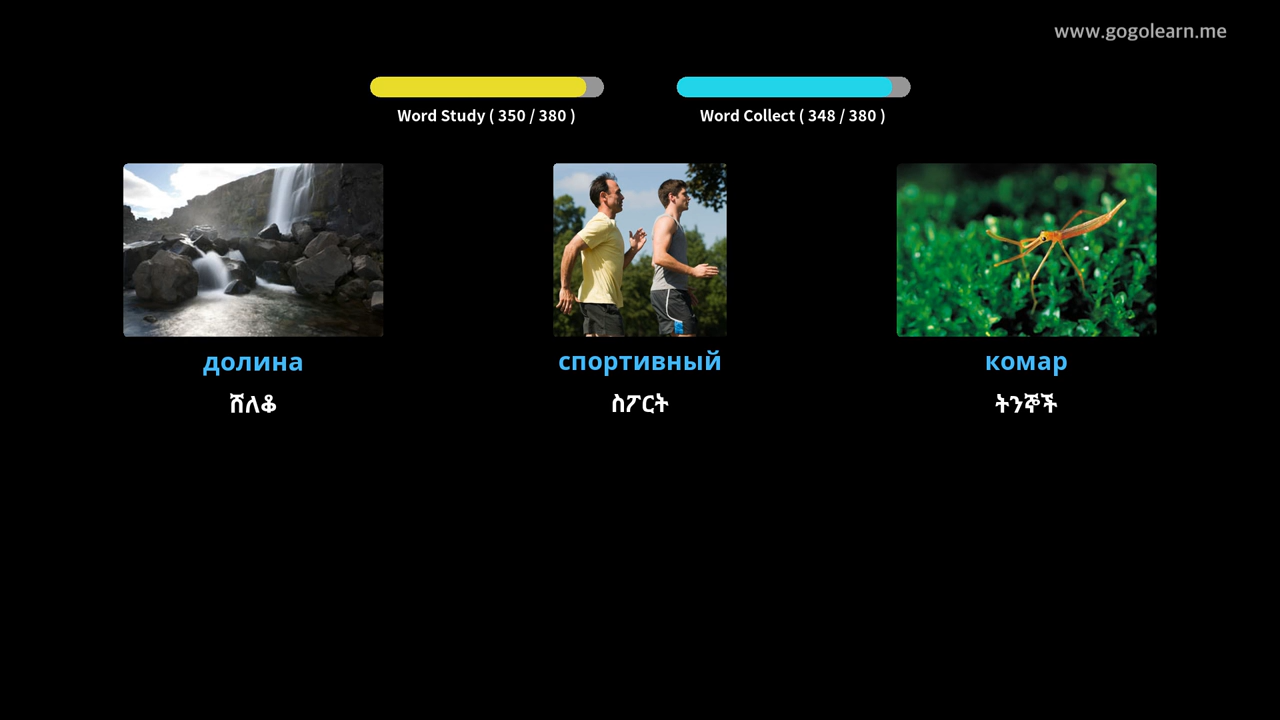 www.gogolearn.me
Word Study ( 350 / 380 )
Word Collect ( 348 / 380 )
долина
спортивный
комар
ሸለቆ
ስፖርት
ትንኞች